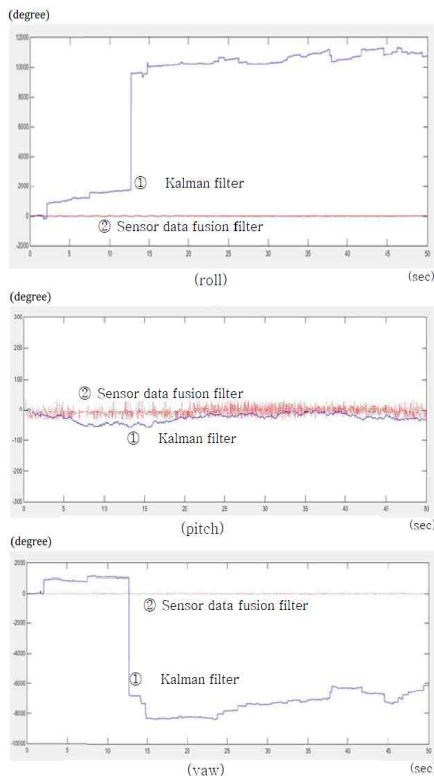 (degree)
12000
10000
8000
6000
4000
2000
0
-2000
① Kalman filter
② Sensor data fusion filter
0 5 10 15 20 25 30 35 40 45 50
(roll) (sec)
(degree)
300
200
100
0
-100
-200
-300
② Sensor data fusion filter
① Kalman filter
0 5 10 15 20 25 30 35 40 45 50
(pitch) (sec)
(degree)
2000
0
-2000
-4000
-6000
-8000
-10000
② Sensor data fusion filter
① Kalman filter
0 5 10 15 20 25 30 35 40 45 50
(yaw) (sec)